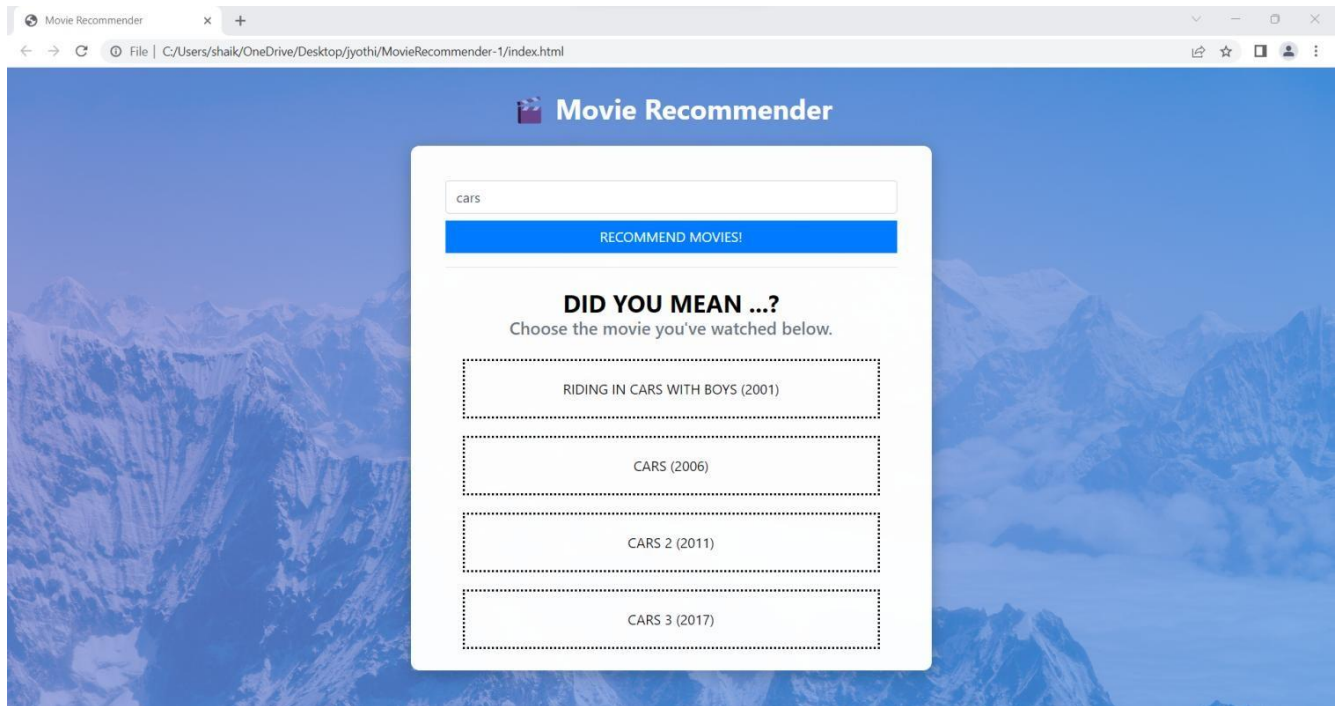 Movie Recommender
File | C:/Users/shaik/OneDrive/Desktop/jyothi/MovieRecommender-1/index.html
Movie Recommender
cars
RECOMMEND MOVIES!
DID YOU MEAN ...?
Choose the movie you've watched below.
RIDING IN CARS WITH BOYS (2001)
CARS (2006)
CARS 2 (2011)
CARS 3 (2017)